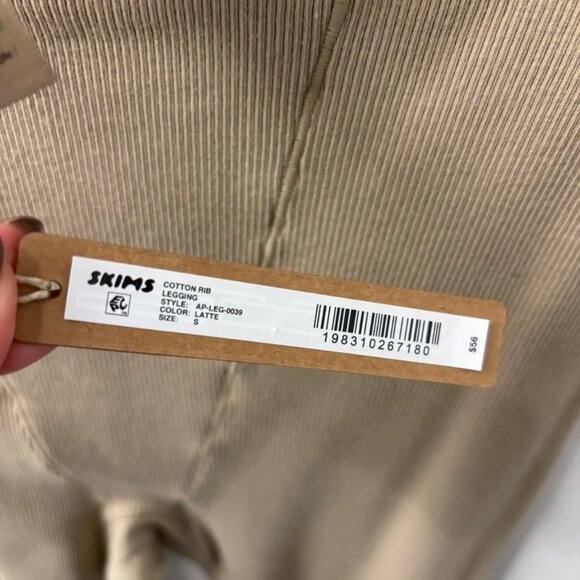 SKIMS
COTTON RIB
LEGGING
STYLE: AP-LEG-0039
COLOR: LATTE
SIZE: S
198310267180
$56